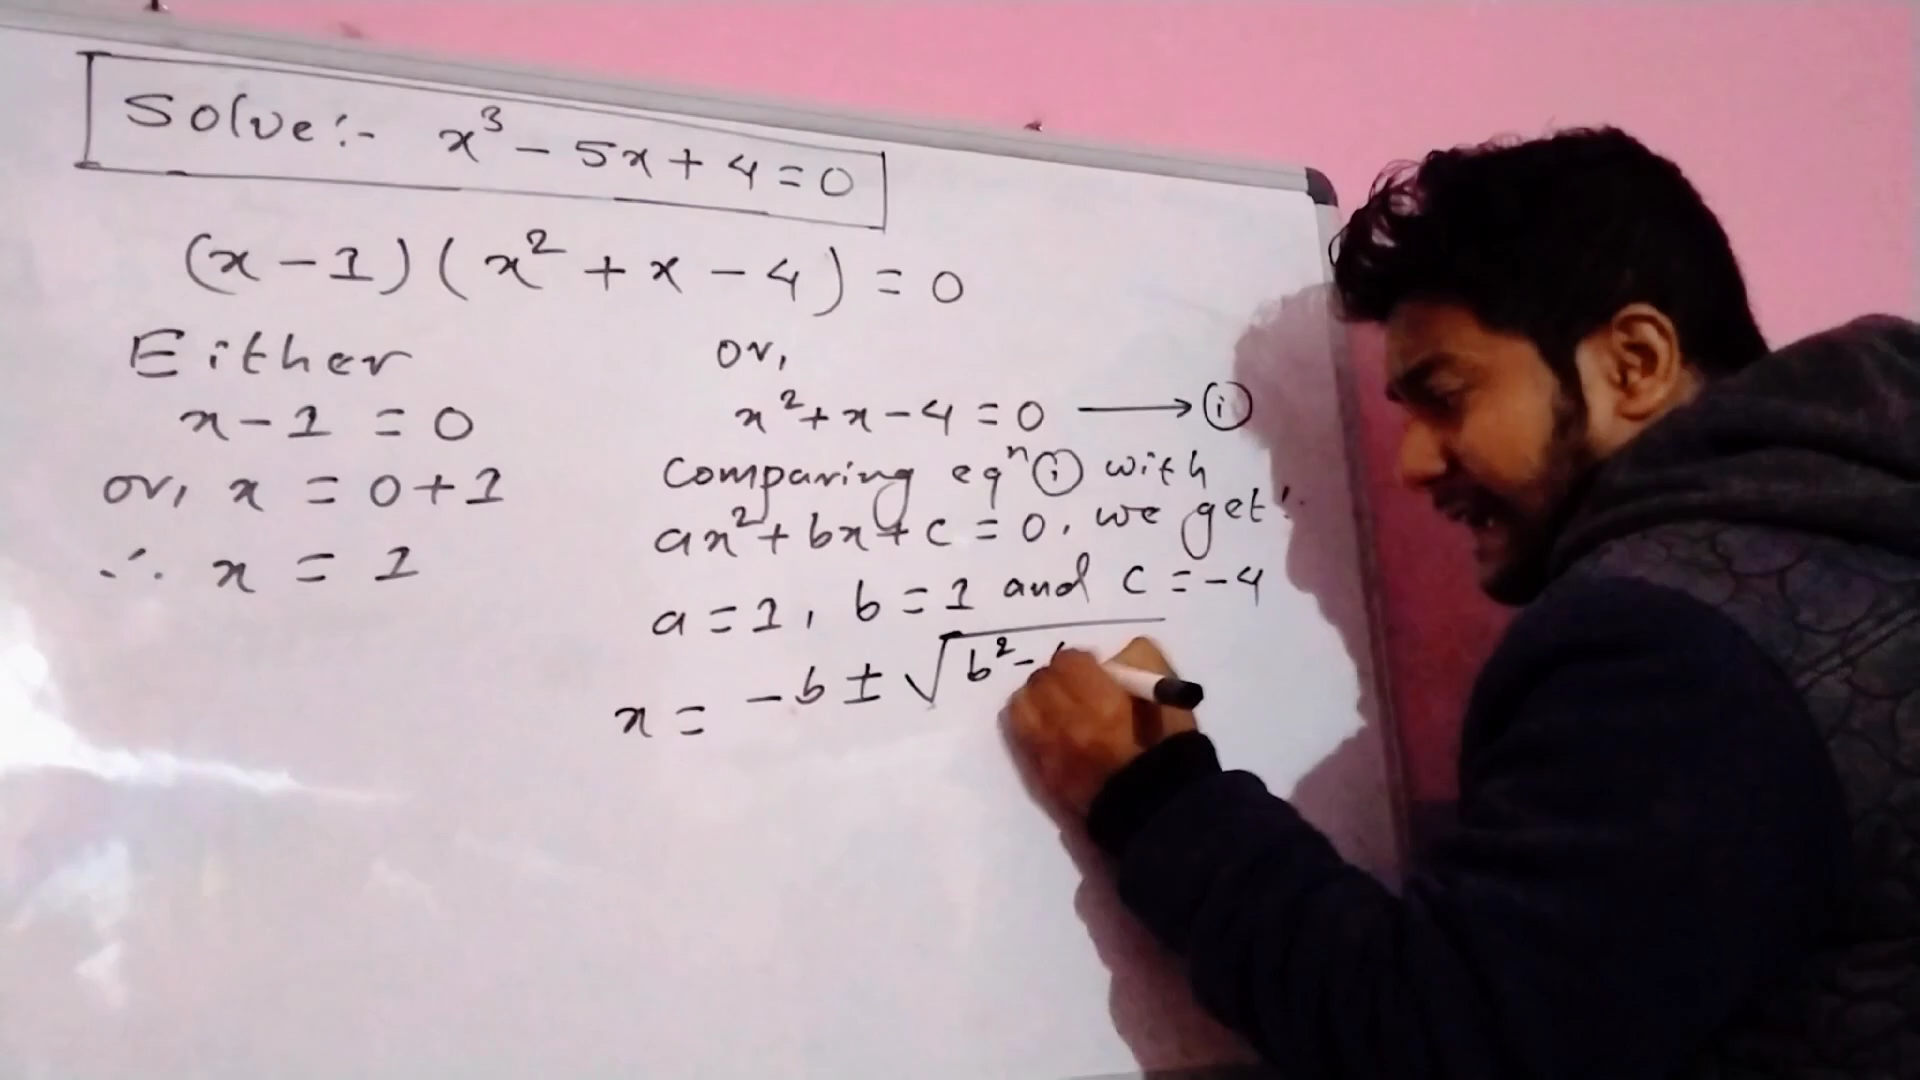 Solve:- x³ - 5x + 4 = 0
(x - 1) (x² + x - 4) = 0
Either
x - 1 = 0
or, x = 0 + 1
∴ x = 1
or,
x² + x - 4 = 0 ⟶ (i)
Comparing eqⁿ (i) with
ax² + bx + c = 0, we get:
a = 1, b = 1 and c = -4
x = -b ± √b² -